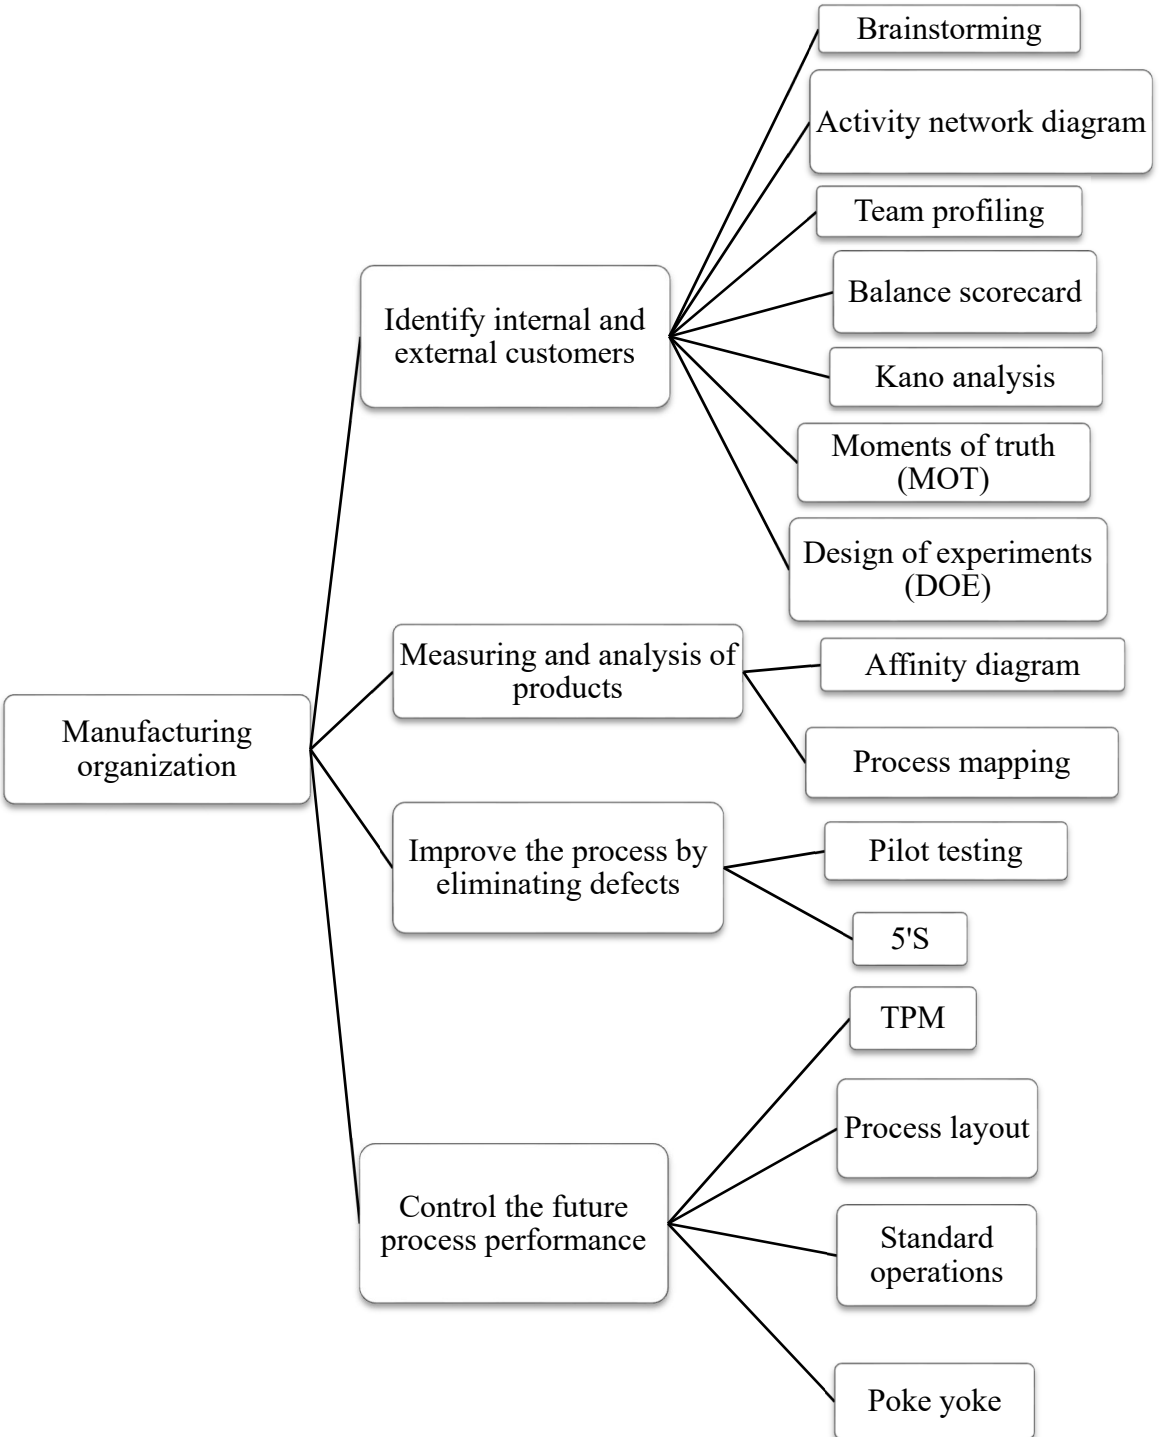 Brainstorming
Activity network diagram
Team profiling
Balance scorecard
Identify internal and
external customers
Kano analysis
Moments of truth
(MOT)
Design of experiments
(DOE)
Measuring and analysis of
products
Affinity diagram
Process mapping
Manufacturing
organization
Improve the process by
eliminating defects
Pilot testing
5'S
TPM
Process layout
Control the future
process performance
Standard
operations
Poke yoke